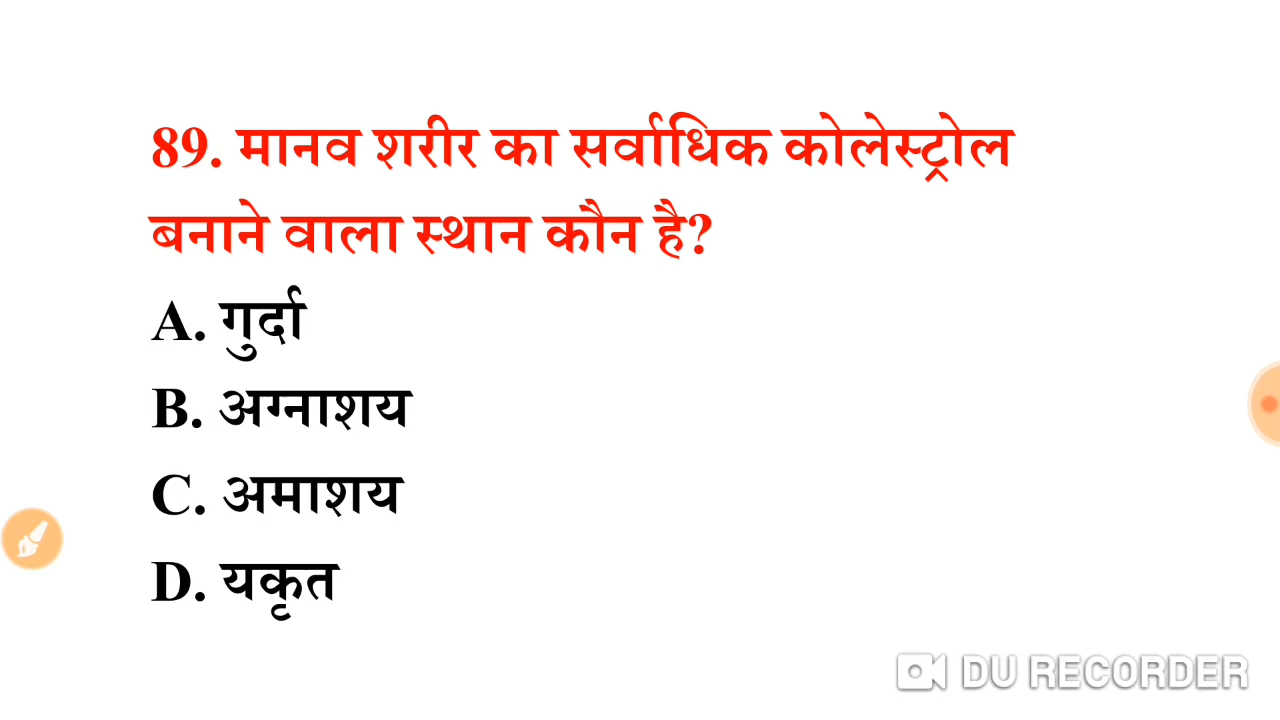 89. मानव शरीर का सर्वाधिक कोलेस्ट्रोल
बनाने वाला स्थान कौन है?
A. गुर्दा
B. अग्नाशय
C. अमाशय
D. यकृत
DU RECORDER